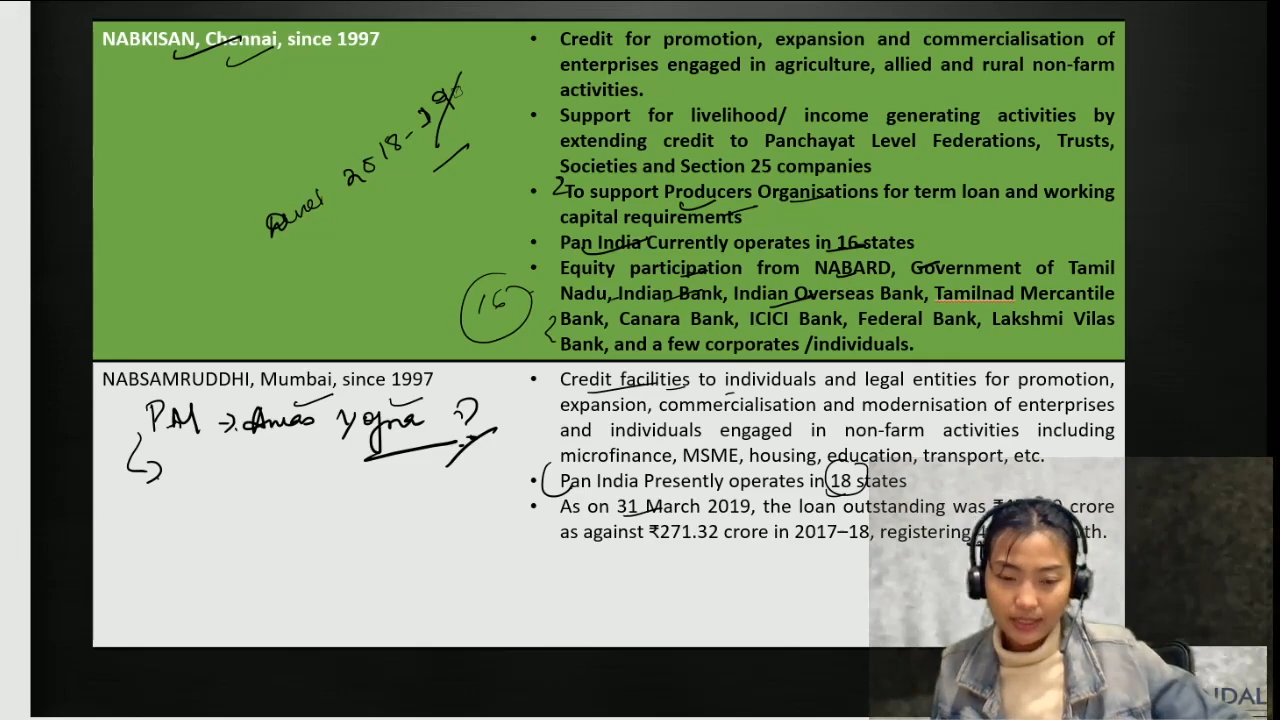 NABKISAN, Chennai, since 1997
2018-19
16
• Credit for promotion, expansion and commercialisation of
enterprises engaged in agriculture, allied and rural non-farm
activities.
• Support for livelihood/ income generating activities by
extending credit to Panchayat Level Federations, Trusts,
Societies and Section 25 companies
• To support Producers Organisations for term loan and working
capital requirements
• Pan India Currently operates in 16 states
• Equity participation from NABARD, Government of Tamil
Nadu, Indian Bank, Indian Overseas Bank, Tamilnad Mercantile
Bank, Canara Bank, ICICI Bank, Federal Bank, Lakshmi Vilas
Bank, and a few corporates /individuals.
NABSAMRUDDHI, Mumbai, since 1997
PM → Awas Yojna
• Credit facilities to individuals and legal entities for promotion,
expansion, commercialisation and modernisation of enterprises
and individuals engaged in non-farm activities including
microfinance, MSME, housing, education, transport, etc.
• Pan India Presently operates in 18 states
• As on 31 March 2019, the loan outstanding was crore
as against ₹271.32 crore in 2017–18, registering